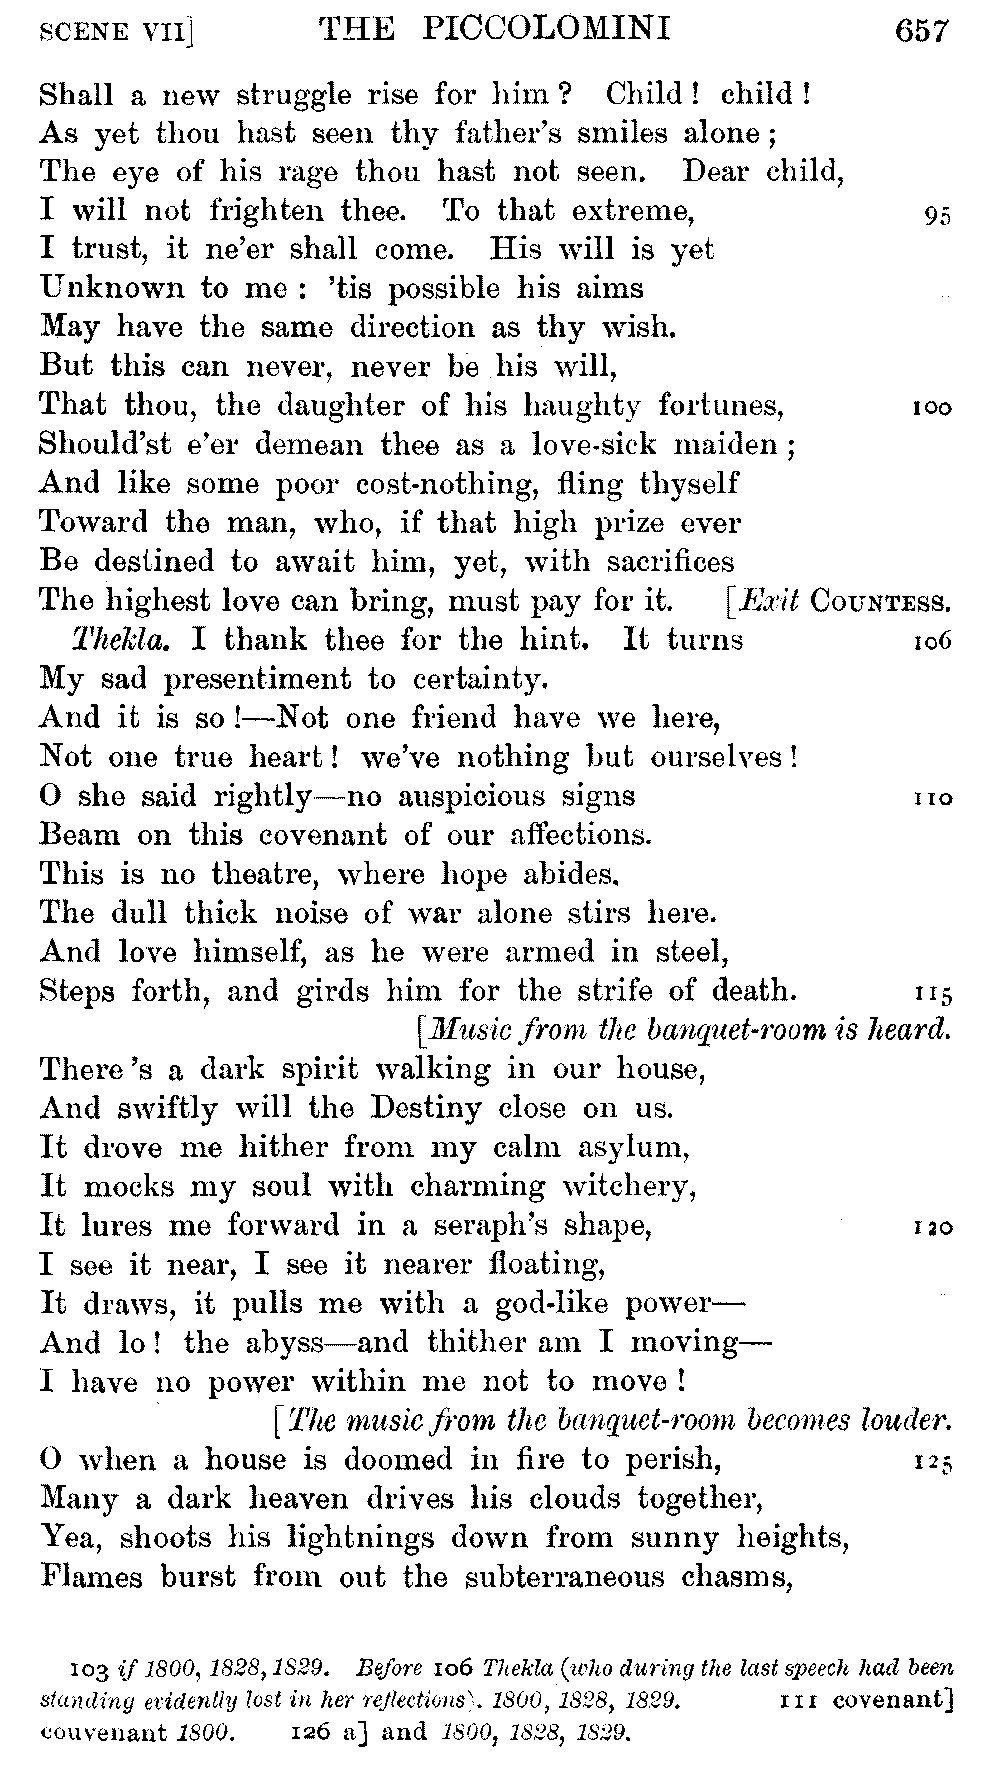 SCENE VII] THE PICCOLOMINI 657
Shall a new struggle rise for him? Child! child!
As yet thou hast seen thy father's smiles alone;
The eye of his rage thou hast not seen. Dear child,
I will not frighten thee. To that extreme, 95
I trust, it ne'er shall come. His will is yet
Unknown to me: 'tis possible his aims
May have the same direction as thy wish.
But this can never, never be his will,
That thou, the daughter of his haughty fortunes, 100
Should'st e'er demean thee as a love-sick maiden;
And like some poor cost-nothing, fling thyself
Toward the man, who, if that high prize ever
Be destined to await him, yet, with sacrifices
The highest love can bring, must pay for it. [Exit COUNTESS.
Thekla. I thank thee for the hint. It turns 106
My sad presentiment to certainty.
And it is so!—Not one friend have we here,
Not one true heart! we've nothing but ourselves!
O she said rightly—no auspicious signs 110
Beam on this covenant of our affections.
This is no theatre, where hope abides.
The dull thick noise of war alone stirs here.
And love himself, as he were armed in steel,
Steps forth, and girds him for the strife of death. 115
[Music from the banquet-room is heard.
There's a dark spirit walking in our house,
And swiftly will the Destiny close on us.
It drove me hither from my calm asylum,
It mocks my soul with charming witchery,
It lures me forward in a seraph's shape, 120
I see it near, I see it nearer floating,
It draws, it pulls me with a god-like power—
And lo! the abyss—and thither am I moving—
I have no power within me not to move!
[The music from the banquet-room becomes louder.
O when a house is doomed in fire to perish, 125
Many a dark heaven drives his clouds together,
Yea, shoots his lightnings down from sunny heights,
Flames burst from out the subterraneous chasms,
103 if 1800, 1828, 1829. Before 106 Thekla (who during the last speech had been
standing evidently lost in her reflections). 1800, 1828, 1829. 111 covenant]
couvenant 1800. 126 a] and 1800, 1828, 1829.